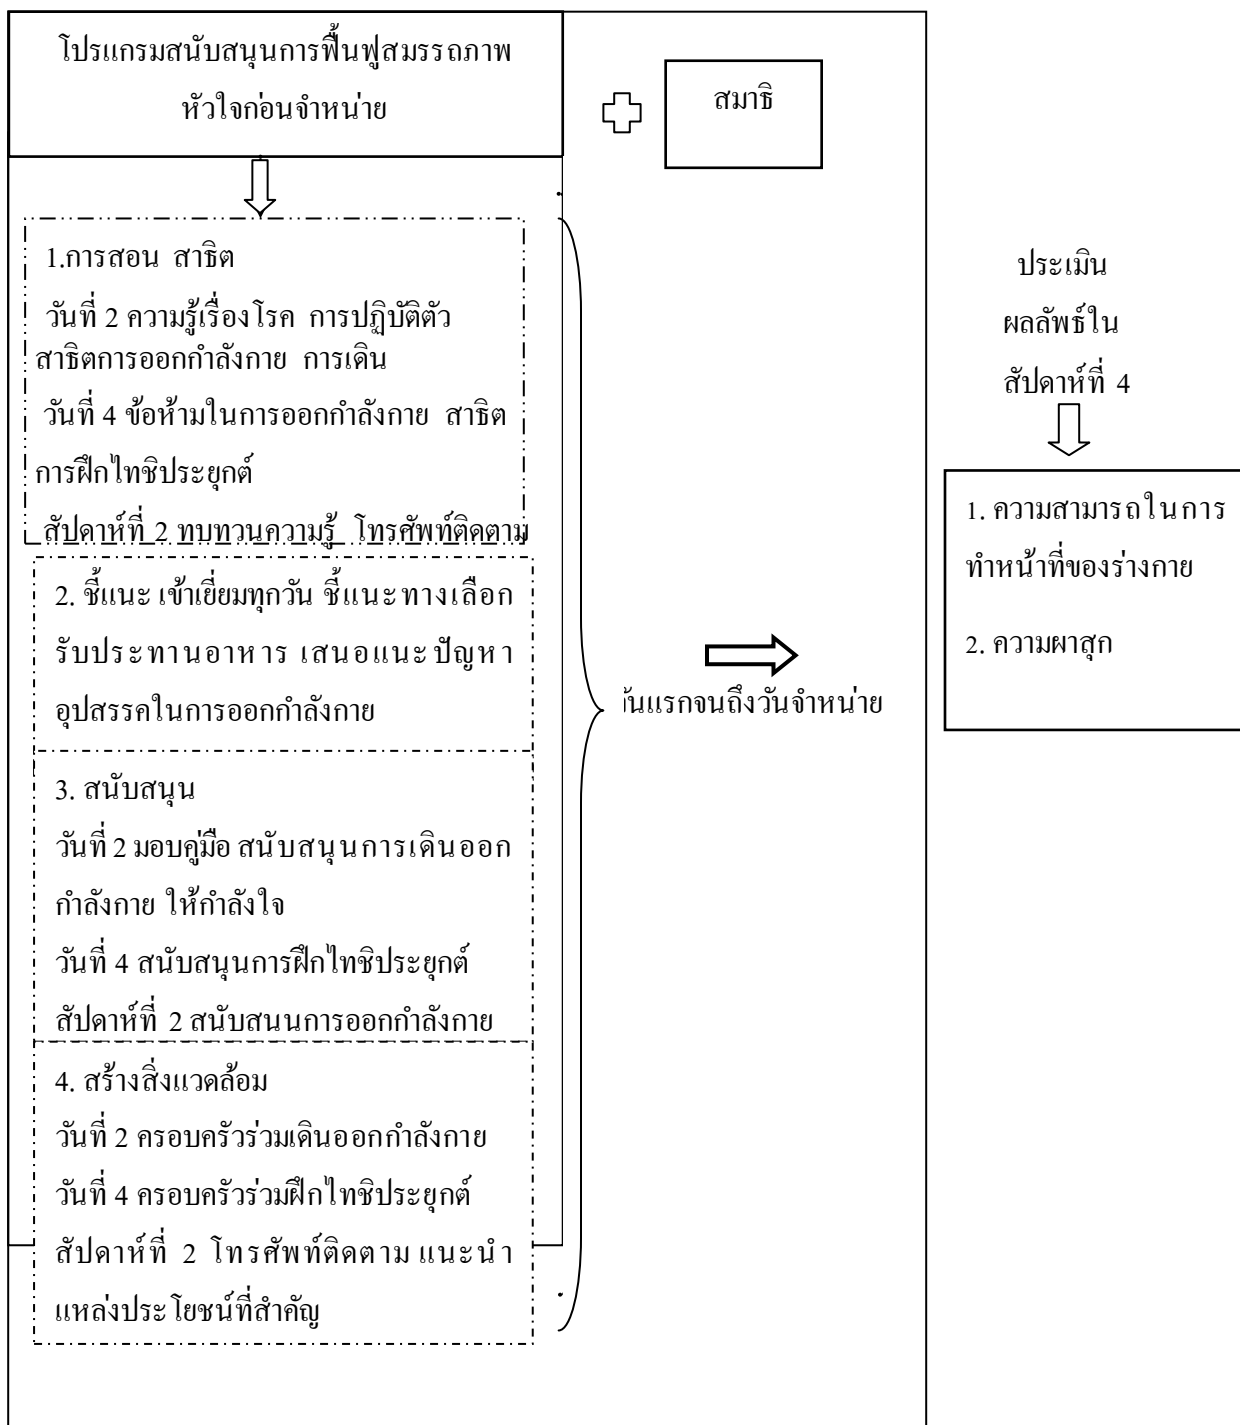 โปรแกรมสนับสนุนการฟื้นฟูสมรรถภาพ
หัวใจก่อนจำหน่าย
สมาธิ
1.การสอน สาธิต
วันที่ 2 ความรู้เรื่องโรค การปฏิบัติตัว
สาธิตการออกกำลังกาย การเดิน
วันที่ 4 ข้อห้ามในการออกกำลังกาย สาธิต
การฝึกไทชิประยุกต์
สัปดาห์ที่ 2 ทบทวนความรู้ โทรศัพท์ติดตาม
2. ชี้แนะ เข้าเยี่ยมทุกวัน ชี้แนะทางเลือก
รับประทานอาหาร เสนอแนะปัญหา
อุปสรรคในการออกกำลังกาย
3. สนับสนุน
วันที่ 2 มอบคู่มือ สนับสนุนการเดินออก
กำลังกาย ให้กำลังใจ
วันที่ 4 สนับสนุนการฝึกไทชิประยุกต์
สัปดาห์ที่ 2 สนับสนนการออกกำลังกาย
4. สร้างสิ่งแวดล้อม
วันที่ 2 ครอบครัวร่วมเดินออกกำลังกาย
วันที่ 4 ครอบครัวร่วมฝึกไทชิประยุกต์
สัปดาห์ที่ 2 โทรศัพท์ติดตาม แนะนำ
แหล่งประโยชน์ที่สำคัญ
แรกจนถึงวันจำหน่าย
ประเมิน
ผลลัพธ์ใน
สัปดาห์ที่ 4
1. ความสามารถในการ
ทำหน้าที่ของร่างกาย
2. ความผาสุก